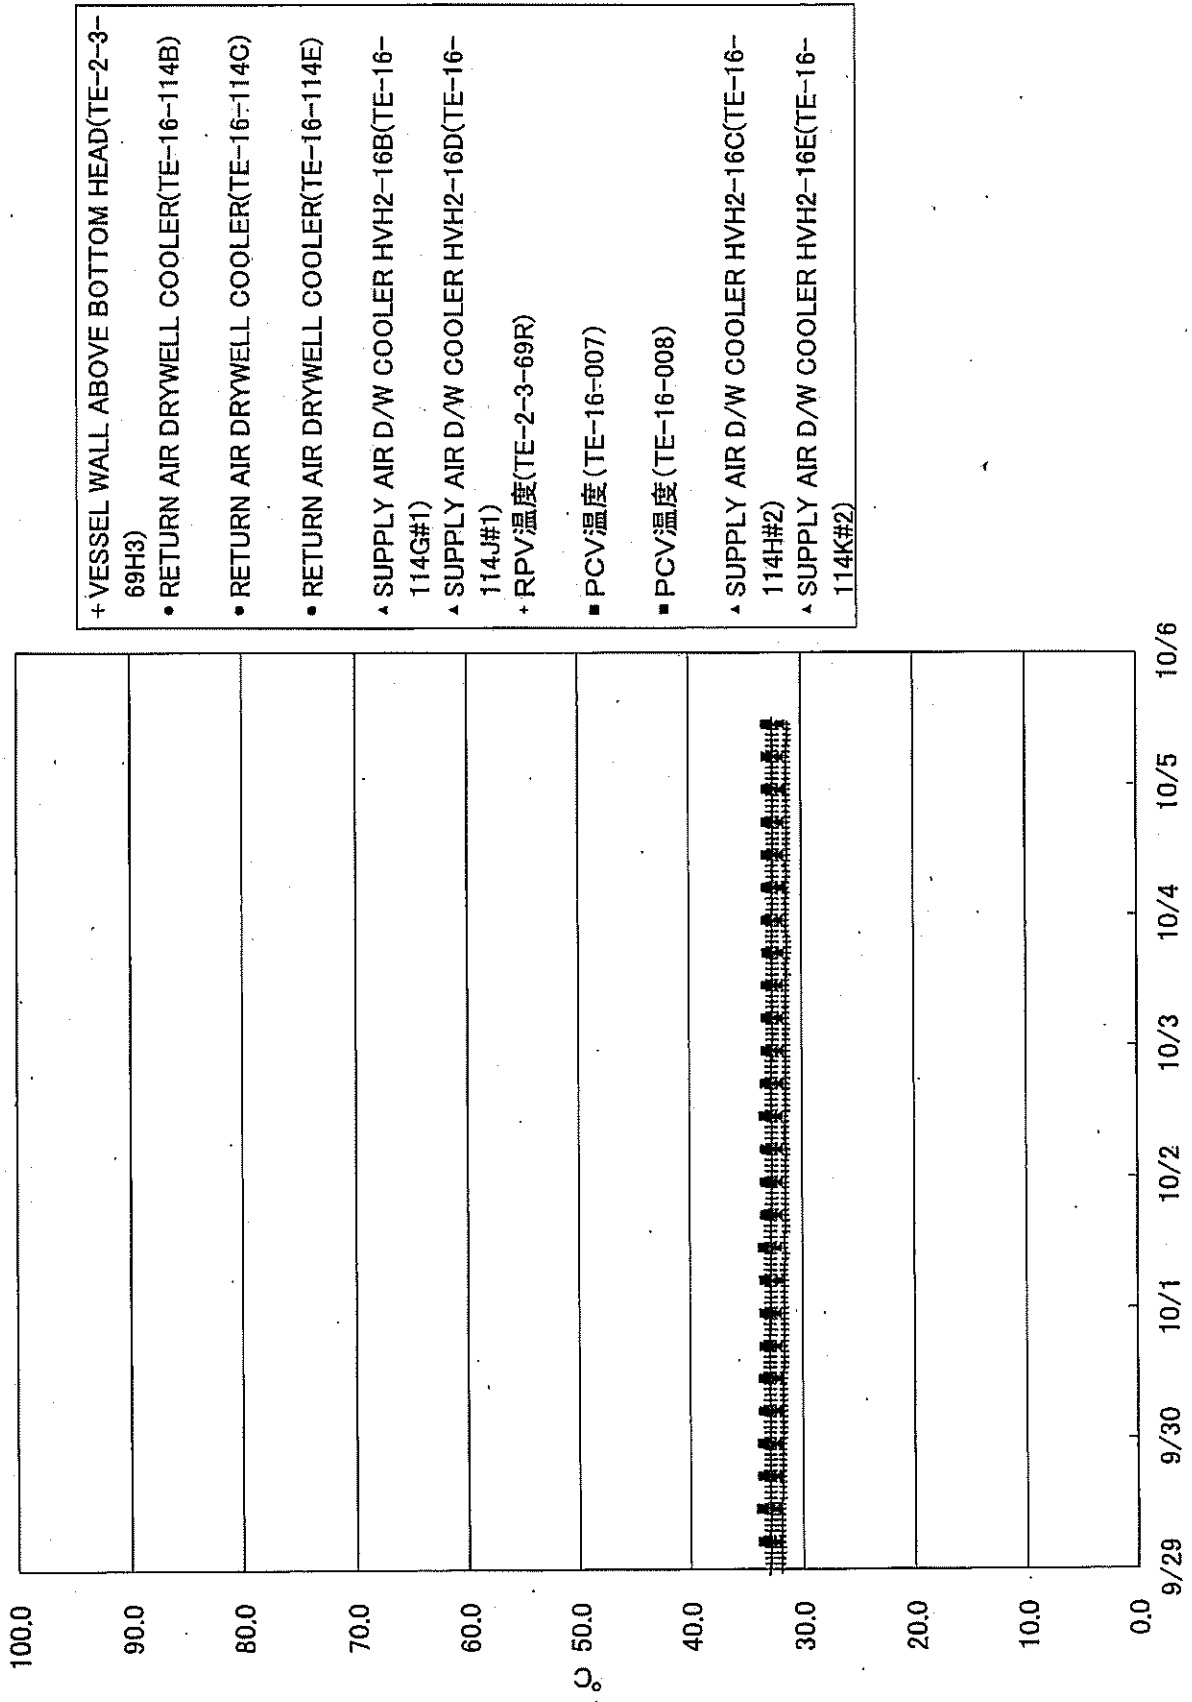 100.0
90.0
80.0
70.0
60.0
50.0
40.0
30.0
20.0
10.0
0.0
℃
9/29 9/30 10/1 10/2 10/3 10/4 10/5 10/6
+ VESSEL WALL ABOVE BOTTOM HEAD(TE-2-3-
69H3)
● RETURN AIR DRYWELL COOLER(TE-16-114B)
● RETURN AIR DRYWELL COOLER(TE-16-114C)
● RETURN AIR DRYWELL COOLER(TE-16-114E)
▲ SUPPLY AIR D/W COOLER HVH2-16B(TE-16-
114G#1)
▲ SUPPLY AIR D/W COOLER HVH2-16D(TE-16-
114J#1)
+ RPV温度(TE-2-3-69R)
■ PCV温度(TE-16-007)
■ PCV温度(TE-16-008)
▲ SUPPLY AIR D/W COOLER HVH2-16C(TE-16-
114H#2)
▲ SUPPLY AIR D/W COOLER HVH2-16E(TE-16-
114K#2)